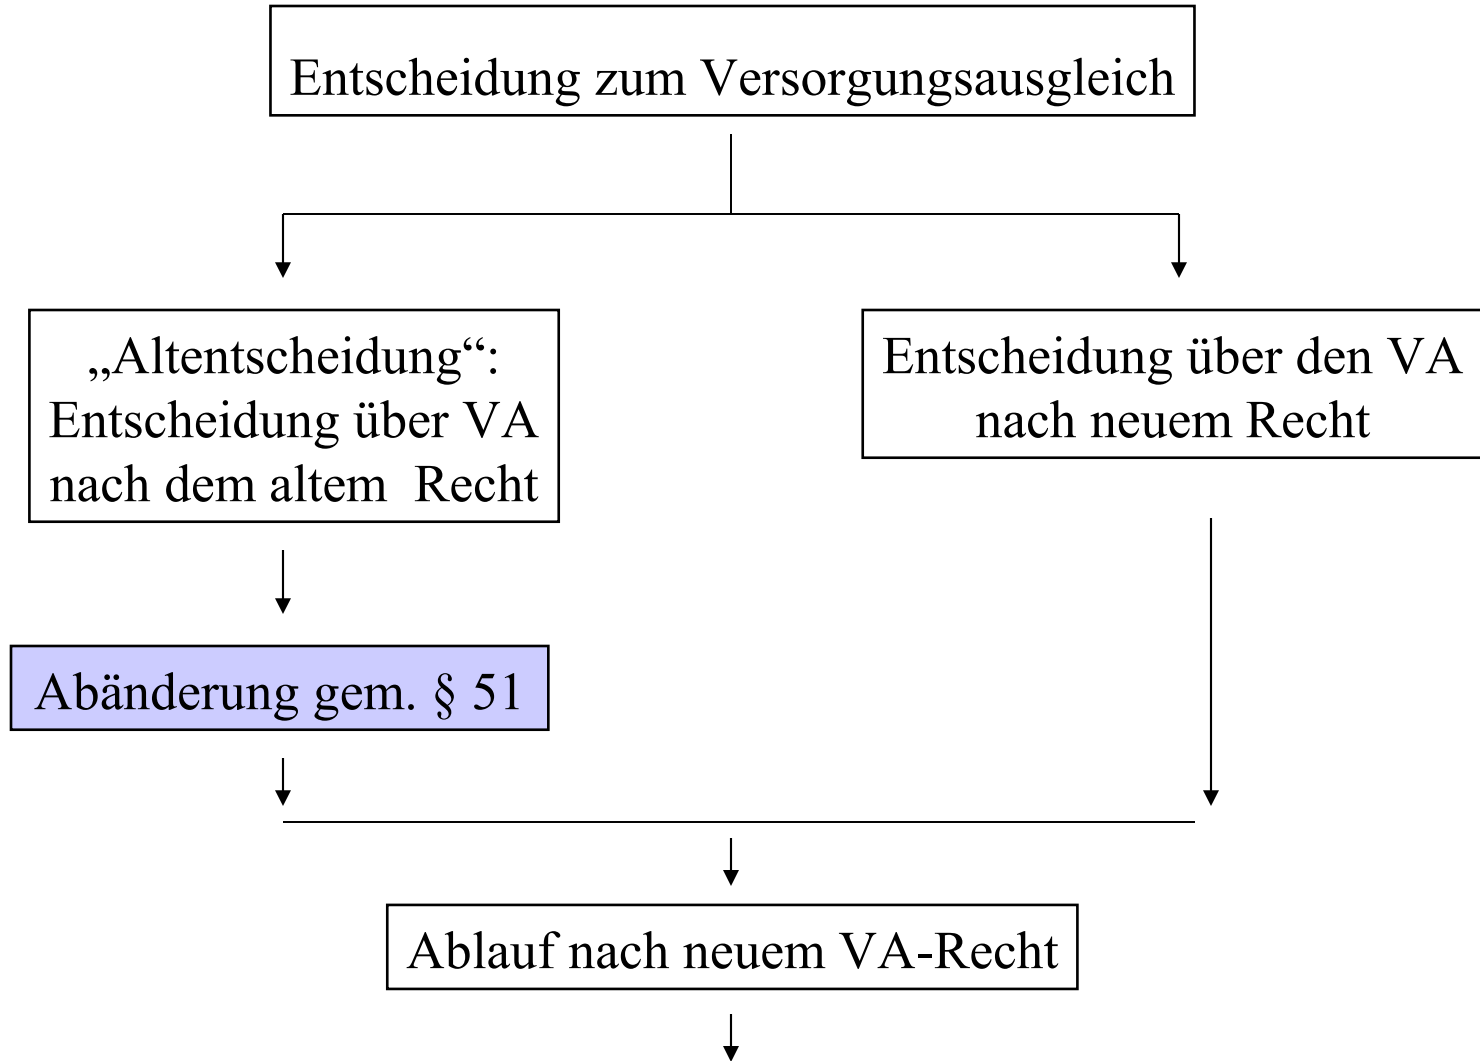 Entscheidung zum Versorgungsausgleich
„Altentscheidung“:
Entscheidung über VA
nach dem altem  Recht
Entscheidung über den VA
nach neuem Recht
Abänderung gem. § 51
Ablauf nach neuem VA-Recht